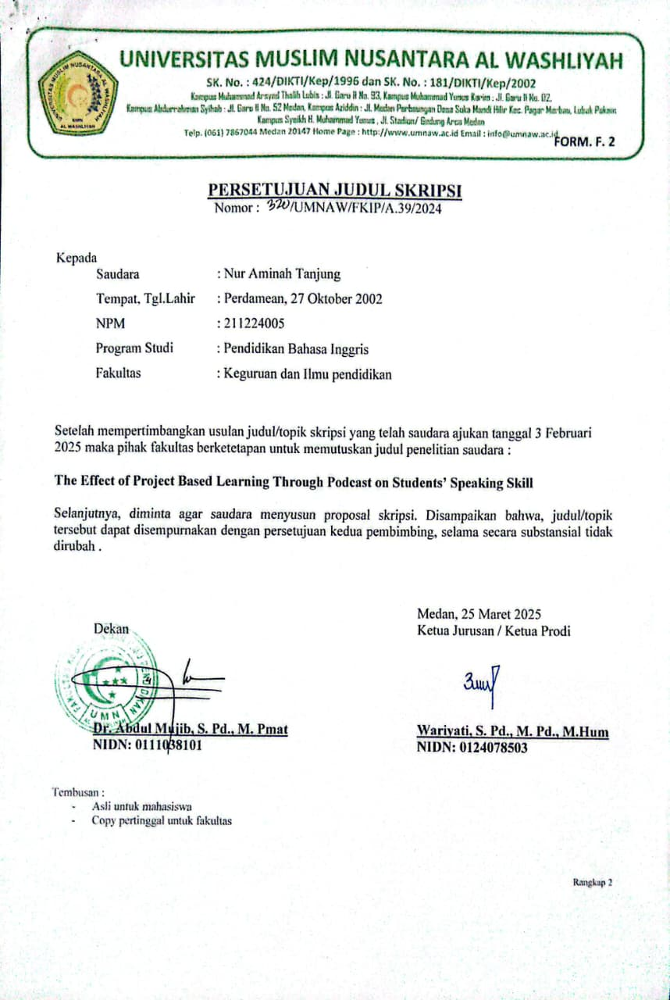 UNIVERSITAS MUSLIM NUSANTARA AL WASHLIYAH
SK. No. : 424/DIKTI/Kep/1996 dan SK. No. : 181/DIKTI/Kep/2002
Kampus Muhammad Arsyad Thalib Lubis : Jl. Garu II No. 93, Kampus Muhammad Yunus Karim : Jl. Garu II No. 02,
Kampus Abdurrahman Syihab : Jl. Garu II No. 52 Medan, Kampus Aziddin : Jl. Medan Perbaungan Desa Suka Mandi Hilir Kec. Pagar Merbau, Lubuk Pakam
Kampus Syeikh H. Muhammad Yunus , Jl. Stadion/ Gedung Arca Medan
Telp. (061) 7867044 Medan 20147 Home Page : http://www.umnaw.ac.id Email : info@umnaw.ac.id
FORM. F. 2
UNIVERSITAS MUSLIM NUSANTARA AL WASHLIYAH
UMN
AL WASHLIYAH
PERSETUJUAN JUDUL SKRIPSI
Nomor : 320/UMNAW/FKIP/A.39/2024
Kepada
Saudara : Nur Aminah Tanjung
Tempat, Tgl.Lahir : Perdamean, 27 Oktober 2002
NPM : 211224005
Program Studi : Pendidikan Bahasa Inggris
Fakultas : Keguruan dan Ilmu pendidikan
Setelah mempertimbangkan usulan judul/topik skripsi yang telah saudara ajukan tanggal 3 Februari
2025 maka pihak fakultas berketetapan untuk memutuskan judul penelitian saudara :
The Effect of Project Based Learning Through Podcast on Students’ Speaking Skill
Selanjutnya, diminta agar saudara menyusun proposal skripsi. Disampaikan bahwa, judul/topik
tersebut dapat disempurnakan dengan persetujuan kedua pembimbing, selama secara substansial tidak
dirubah .
Medan, 25 Maret 2025
Dekan
Ketua Jurusan / Ketua Prodi
UMN
Dr. Abdul Mujib, S. Pd., M. Pmat
NIDN: 0111038101
Wariyati, S. Pd., M. Pd., M.Hum
NIDN: 0124078503
Tembusan :
- Asli untuk mahasiswa
- Copy pertinggal untuk fakultas
Rangkap 2